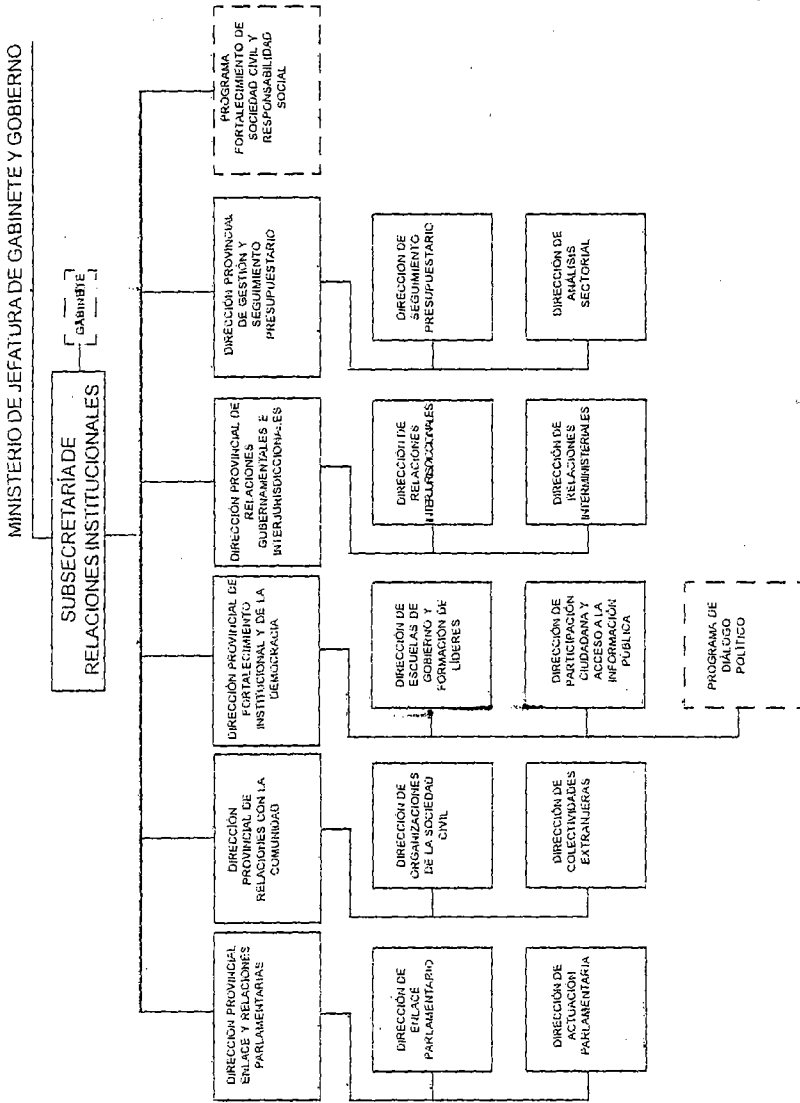 MINISTERIO DE JEFATURA DE GABINETE Y GOBIERNO
SUBSECRETARÍA DE
RELACIONES INSTITUCIONALES
GABINETE
DIRECCIÓN PROVINCIAL
ENLACE Y RELACIONES
PARLAMENTARIAS
DIRECCIÓN
PROVINCIAL DE
RELACIONES CON LA
COMUNIDAD
DIRECCIÓN PROVINCIAL DE
FORTALECIMIENTO
INSTITUCIONAL Y DE LA
DEMOCRACIA
DIRECCIÓN PROVINCIAL DE
RELACIONES
GUBERNAMENTALES E
INTERJURISDICCIONALES
DIRECCIÓN PROVINCIAL
DE GESTIÓN Y
SEGUIMIENTO
PRESUPUESTARIO
PROGRAMA
FORTALECIMIENTO DE
SOCIEDAD CIVIL Y
RESPONSABILIDAD
SOCIAL
DIRECCIÓN DE
ENLACE
PARLAMENTARIO
DIRECCIÓN DE
ORGANIZACIONES
DE LA SOCIEDAD
CIVIL
DIRECCIÓN DE
ESCUELAS DE
GOBIERNO Y
FORMACIÓN DE
LÍDERES
DIRECCIÓN DE
RELACIONES
INTERJURISDICCIONALES
DIRECCIÓN DE
SEGUIMIENTO
PRESUPUESTARIO
DIRECCIÓN DE
ACTUACIÓN
PARLAMENTARIA
DIRECCIÓN DE
COLECTIVIDADES
EXTRANJERAS
DIRECCIÓN DE
PARTICIPACIÓN
CIUDADANA Y
ACCESO A LA
INFORMACIÓN
PÚBLICA
DIRECCIÓN DE
RELACIONES
INTERMINISTERIALES
DIRECCIÓN DE
ANÁLISIS
SECTORIAL
PROGRAMA DE
DIÁLOGO
POLÍTICO